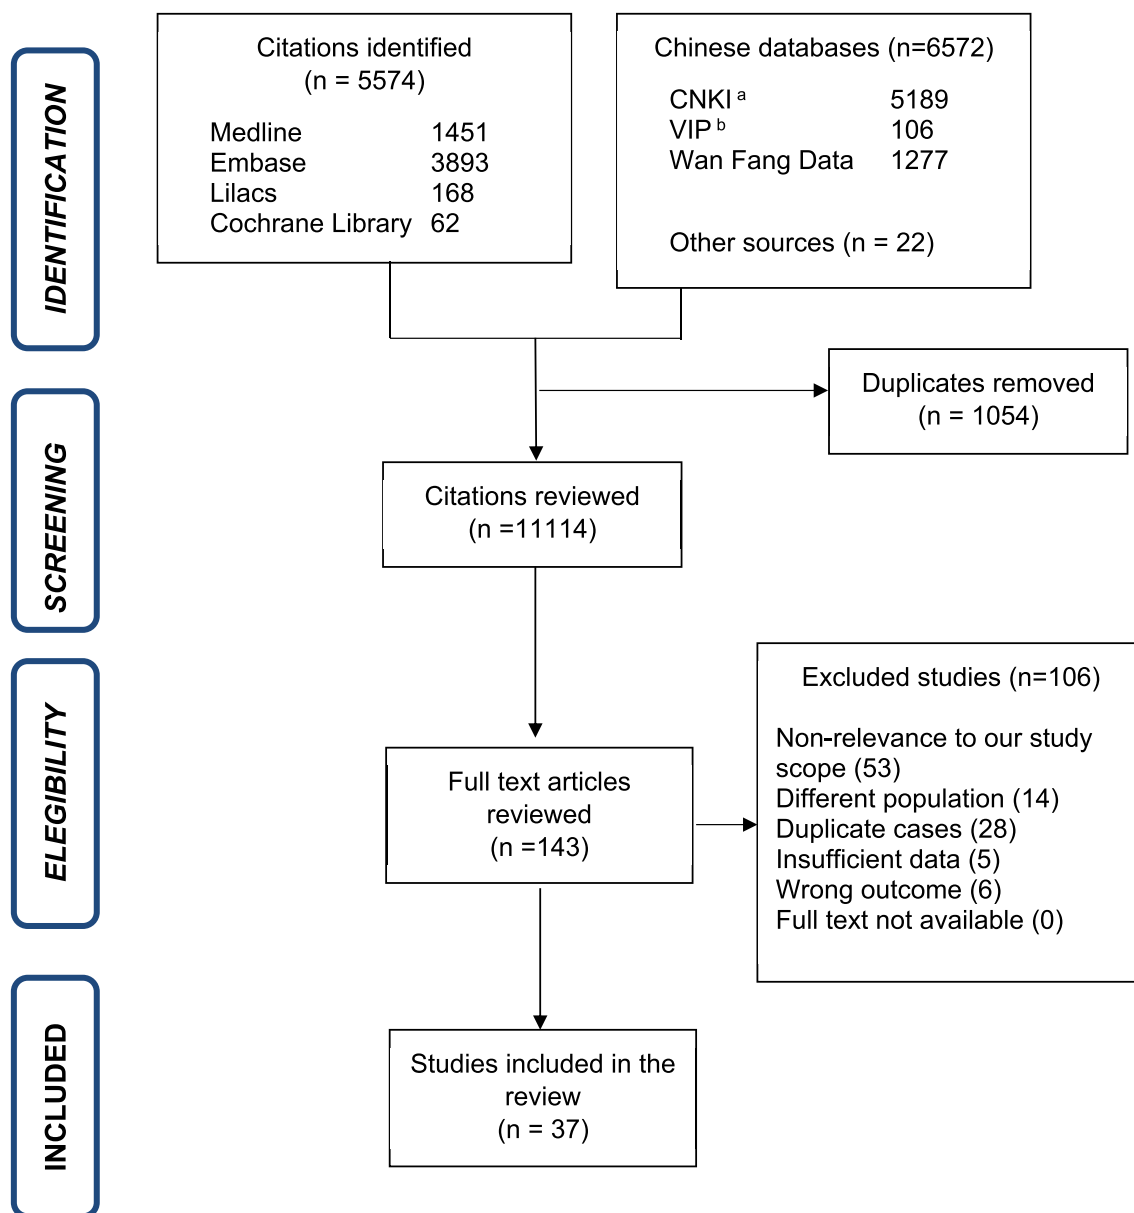 IDENTIFICATION
Citations identified
(n = 5574)
Medline 1451
Embase 3893
Lilacs 168
Cochrane Library 62
Chinese databases (n=6572)
CNKI a 5189
VIP b 106
Wan Fang Data 1277
Other sources (n = 22)
Duplicates removed
(n = 1054)
SCREENING
Citations reviewed
(n =11114)
ELEGIBILITY
Full text articles
reviewed
(n =143)
Excluded studies (n=106)
Non-relevance to our study
scope (53)
Different population (14)
Duplicate cases (28)
Insufficient data (5)
Wrong outcome (6)
Full text not available (0)
INCLUDED
Studies included in the
review
(n = 37)